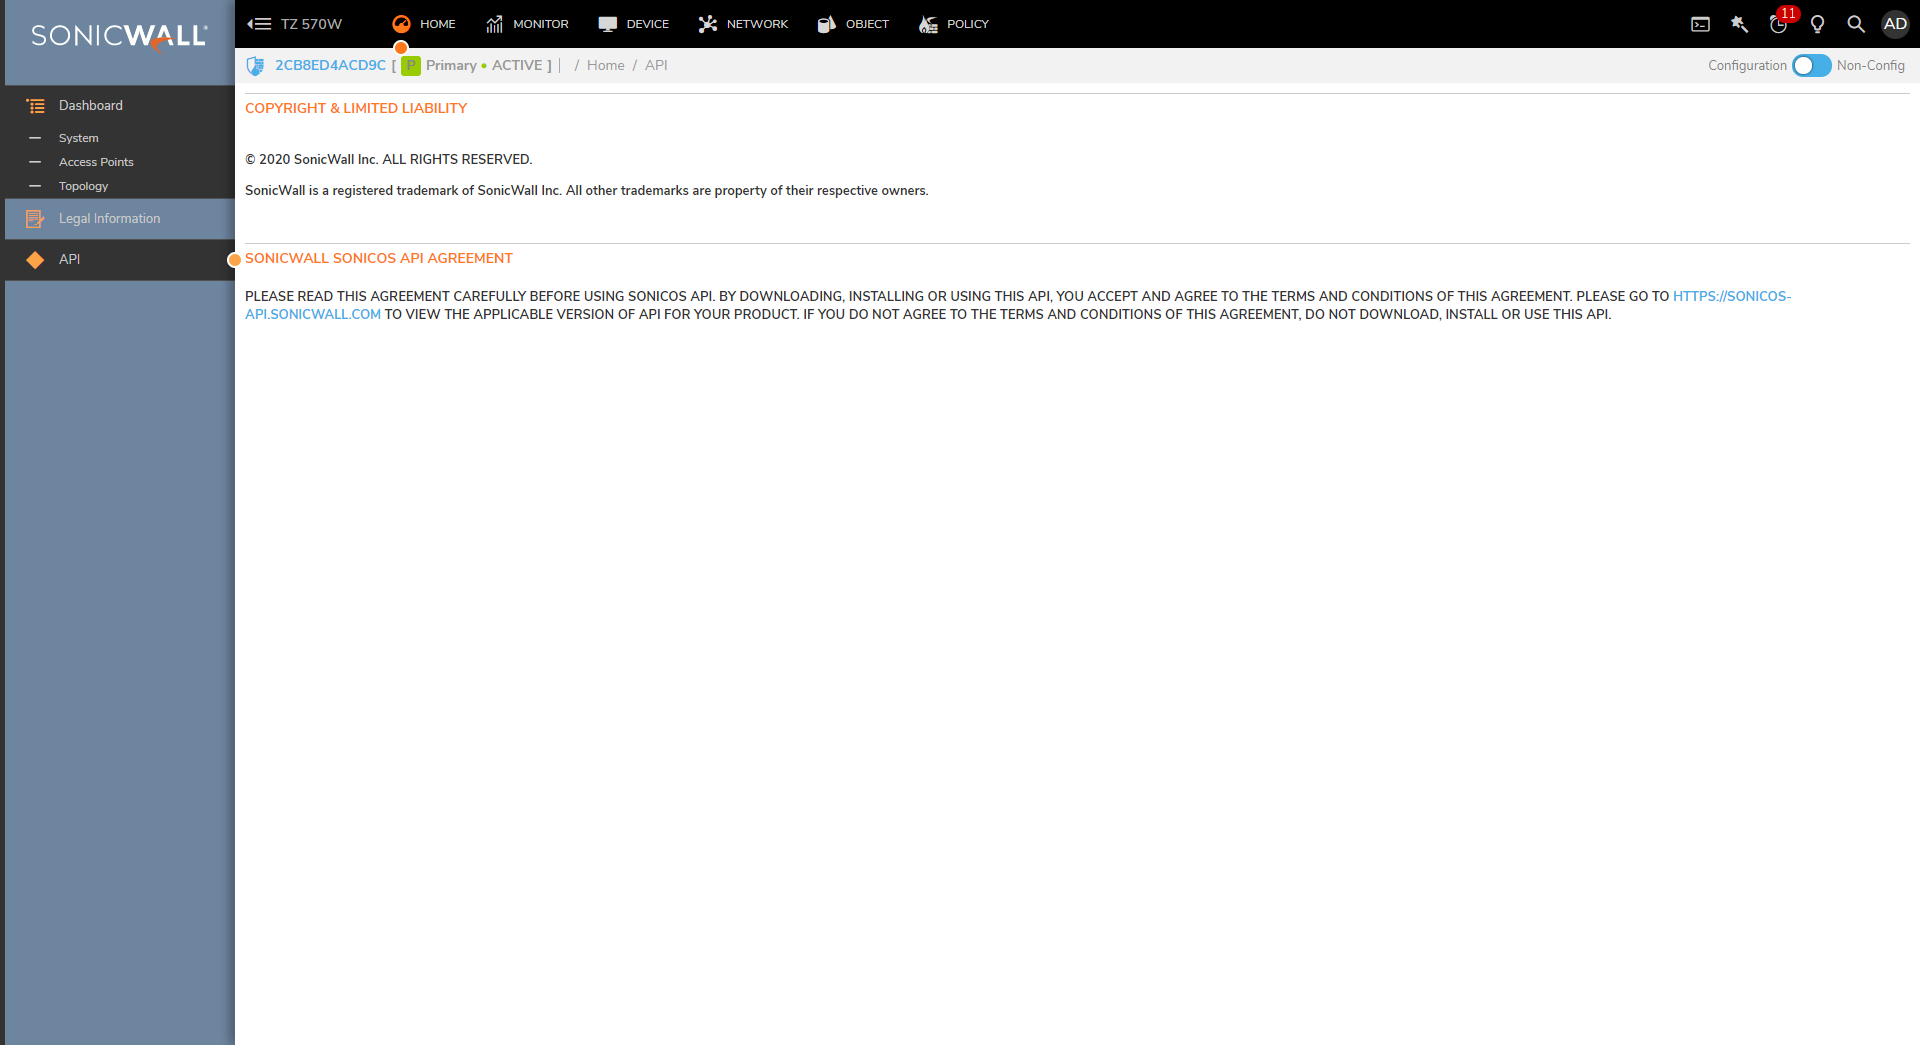 SONICWALL
TZ 570W
HOME
MONITOR
DEVICE
NETWORK
OBJECT
POLICY
11
AD
2CB8ED4ACD9C [ P Primary • ACTIVE ] | / Home / API
Configuration
Non-Config
Dashboard
System
Access Points
Topology
Legal Information
API
COPYRIGHT & LIMITED LIABILITY
© 2020 SonicWall Inc. ALL RIGHTS RESERVED.
SonicWall is a registered trademark of SonicWall Inc. All other trademarks are property of their respective owners.
SONICWALL SONICOS API AGREEMENT
PLEASE READ THIS AGREEMENT CAREFULLY BEFORE USING SONICOS API. BY DOWNLOADING, INSTALLING OR USING THIS API, YOU ACCEPT AND AGREE TO THE TERMS AND CONDITIONS OF THIS AGREEMENT. PLEASE GO TO HTTPS://SONICOS-
API.SONICWALL.COM TO VIEW THE APPLICABLE VERSION OF API FOR YOUR PRODUCT. IF YOU DO NOT AGREE TO THE TERMS AND CONDITIONS OF THIS AGREEMENT, DO NOT DOWNLOAD, INSTALL OR USE THIS API.